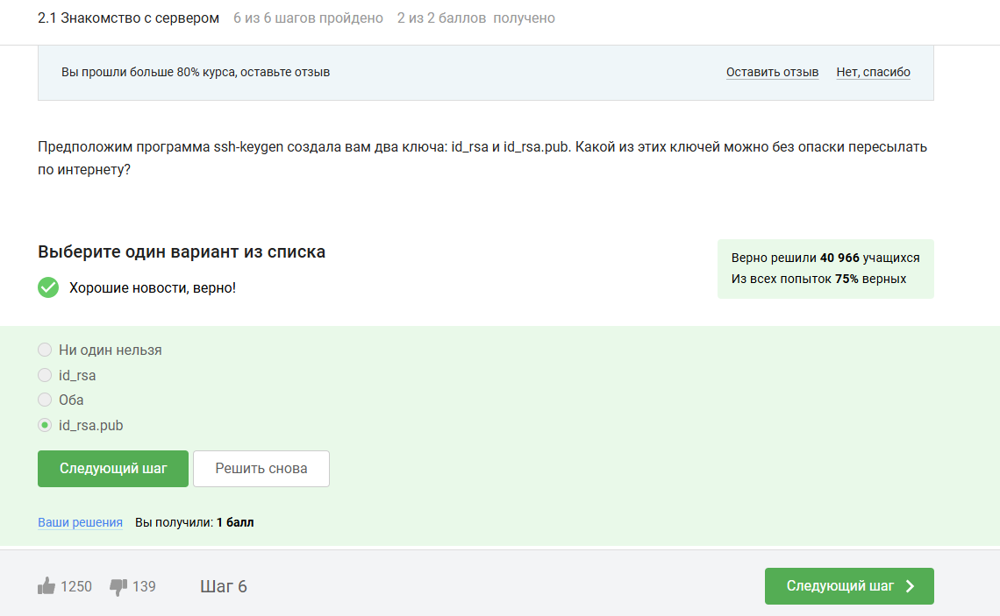 2.1 Знакомство с сервером 6 из 6 шагов пройдено 2 из 2 баллов получено
Вы прошли больше 80% курса, оставьте отзыв Оставить отзыв Нет, спасибо
Предположим программа ssh-keygen создала вам два ключа: id_rsa и id_rsa.pub. Какой из этих ключей можно без опаски пересылать
по интернету?
Выберите один вариант из списка
Хорошие новости, верно!
Верно решили 40 966 учащихся
Из всех попыток 75% верных
Ни один нельзя
id_rsa
Оба
id_rsa.pub
Следующий шаг Решить снова
Ваши решения Вы получили: 1 балл
1250 139 Шаг 6 Следующий шаг